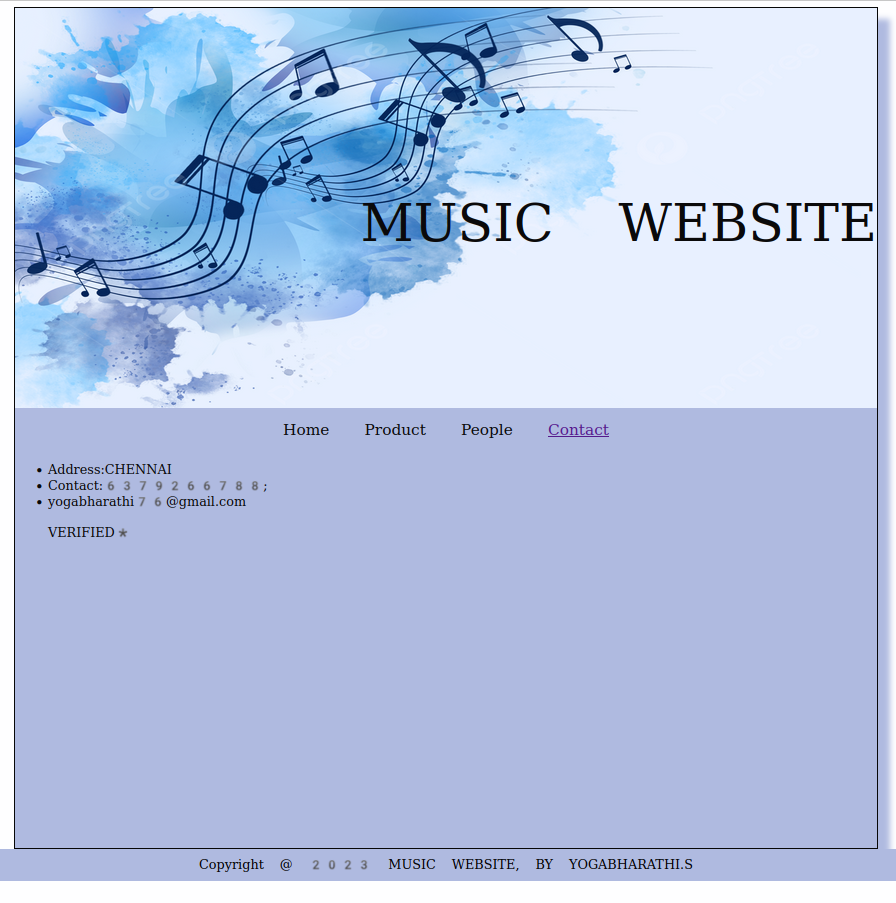 MUSIC WEBSITE
Home Product People Contact
• Address:CHENNAI
• Contact: 6379266788;
• yogabharathi76@gmail.com
VERIFIED*
Copyright @ 2023 MUSIC WEBSITE, BY YOGABHARATHI.S